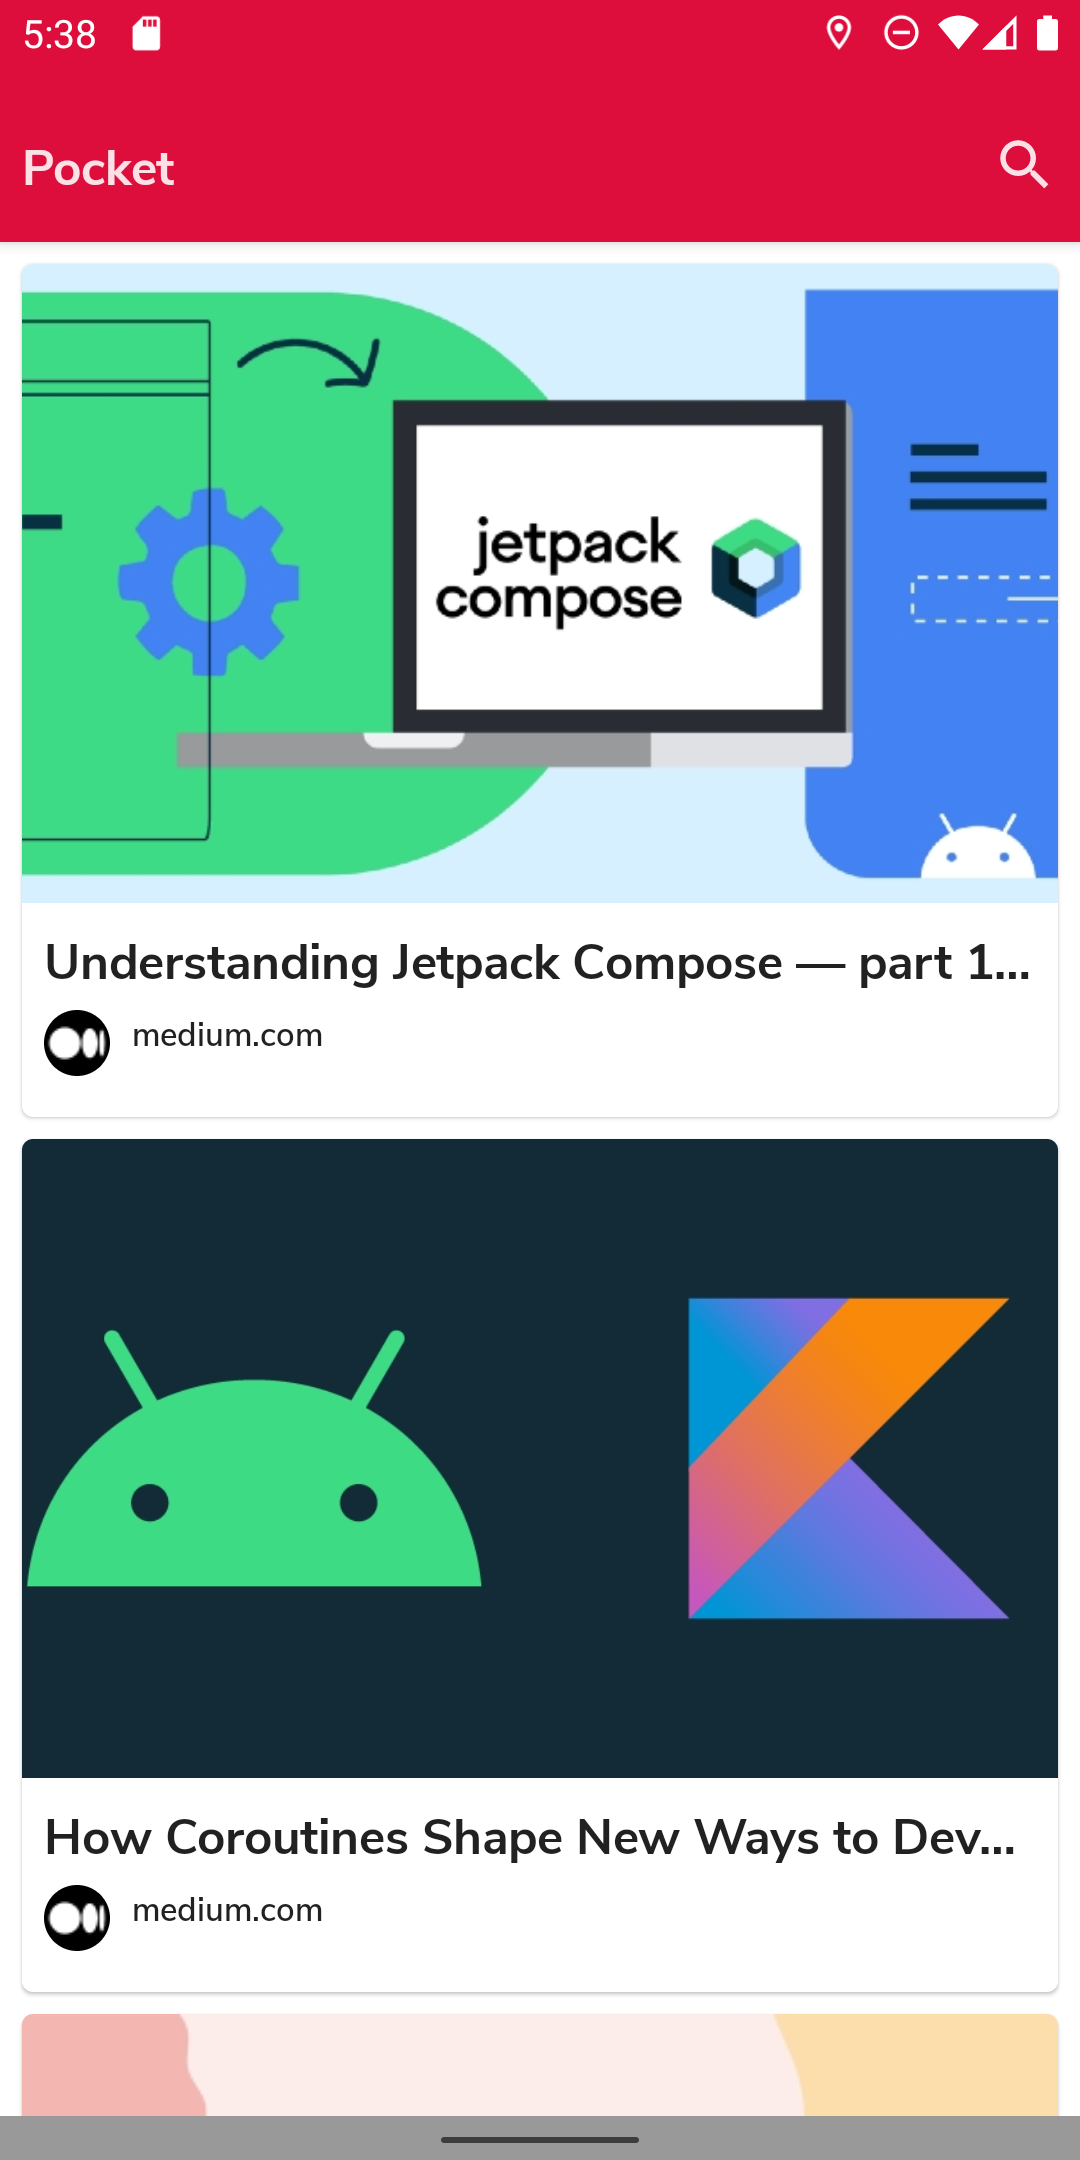 5:38
Pocket
jetpack
compose
Understanding Jetpack Compose — part 1...
medium.com
How Coroutines Shape New Ways to Dev...
medium.com